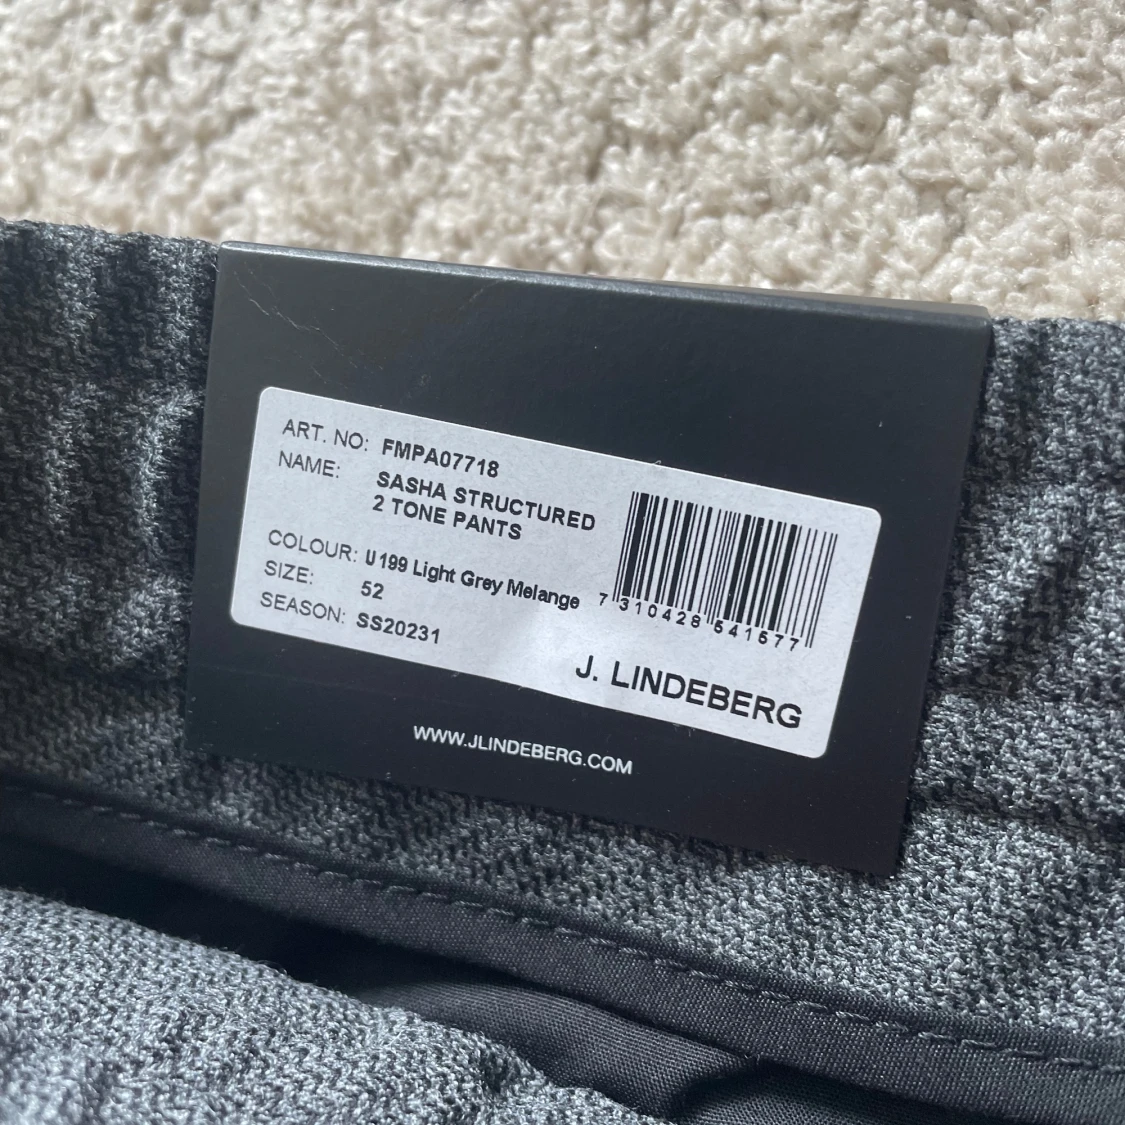 ART. NO: FMPA07718
NAME: SASHA STRUCTURED
2 TONE PANTS
COLOUR: U199 Light Grey Melange
SIZE: 52
SEASON: SS20231
7 310428 541577
J. LINDEBERG
WWW.JLINDEBERG.COM